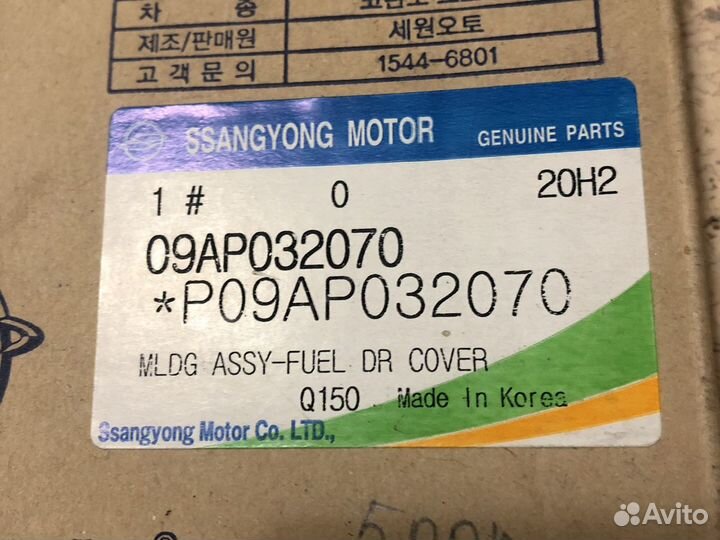 차 종
제조/판매원 세원오토
고객문의 1544-6801
SSANGYONG MOTOR GENUINE PARTS
1 # 0 20H2
09AP032070
*P09AP032070
MLDG ASSY-FUEL DR COVER
Q150 Made In Korea
Ssangyong Motor Co. LTD.,
Avito